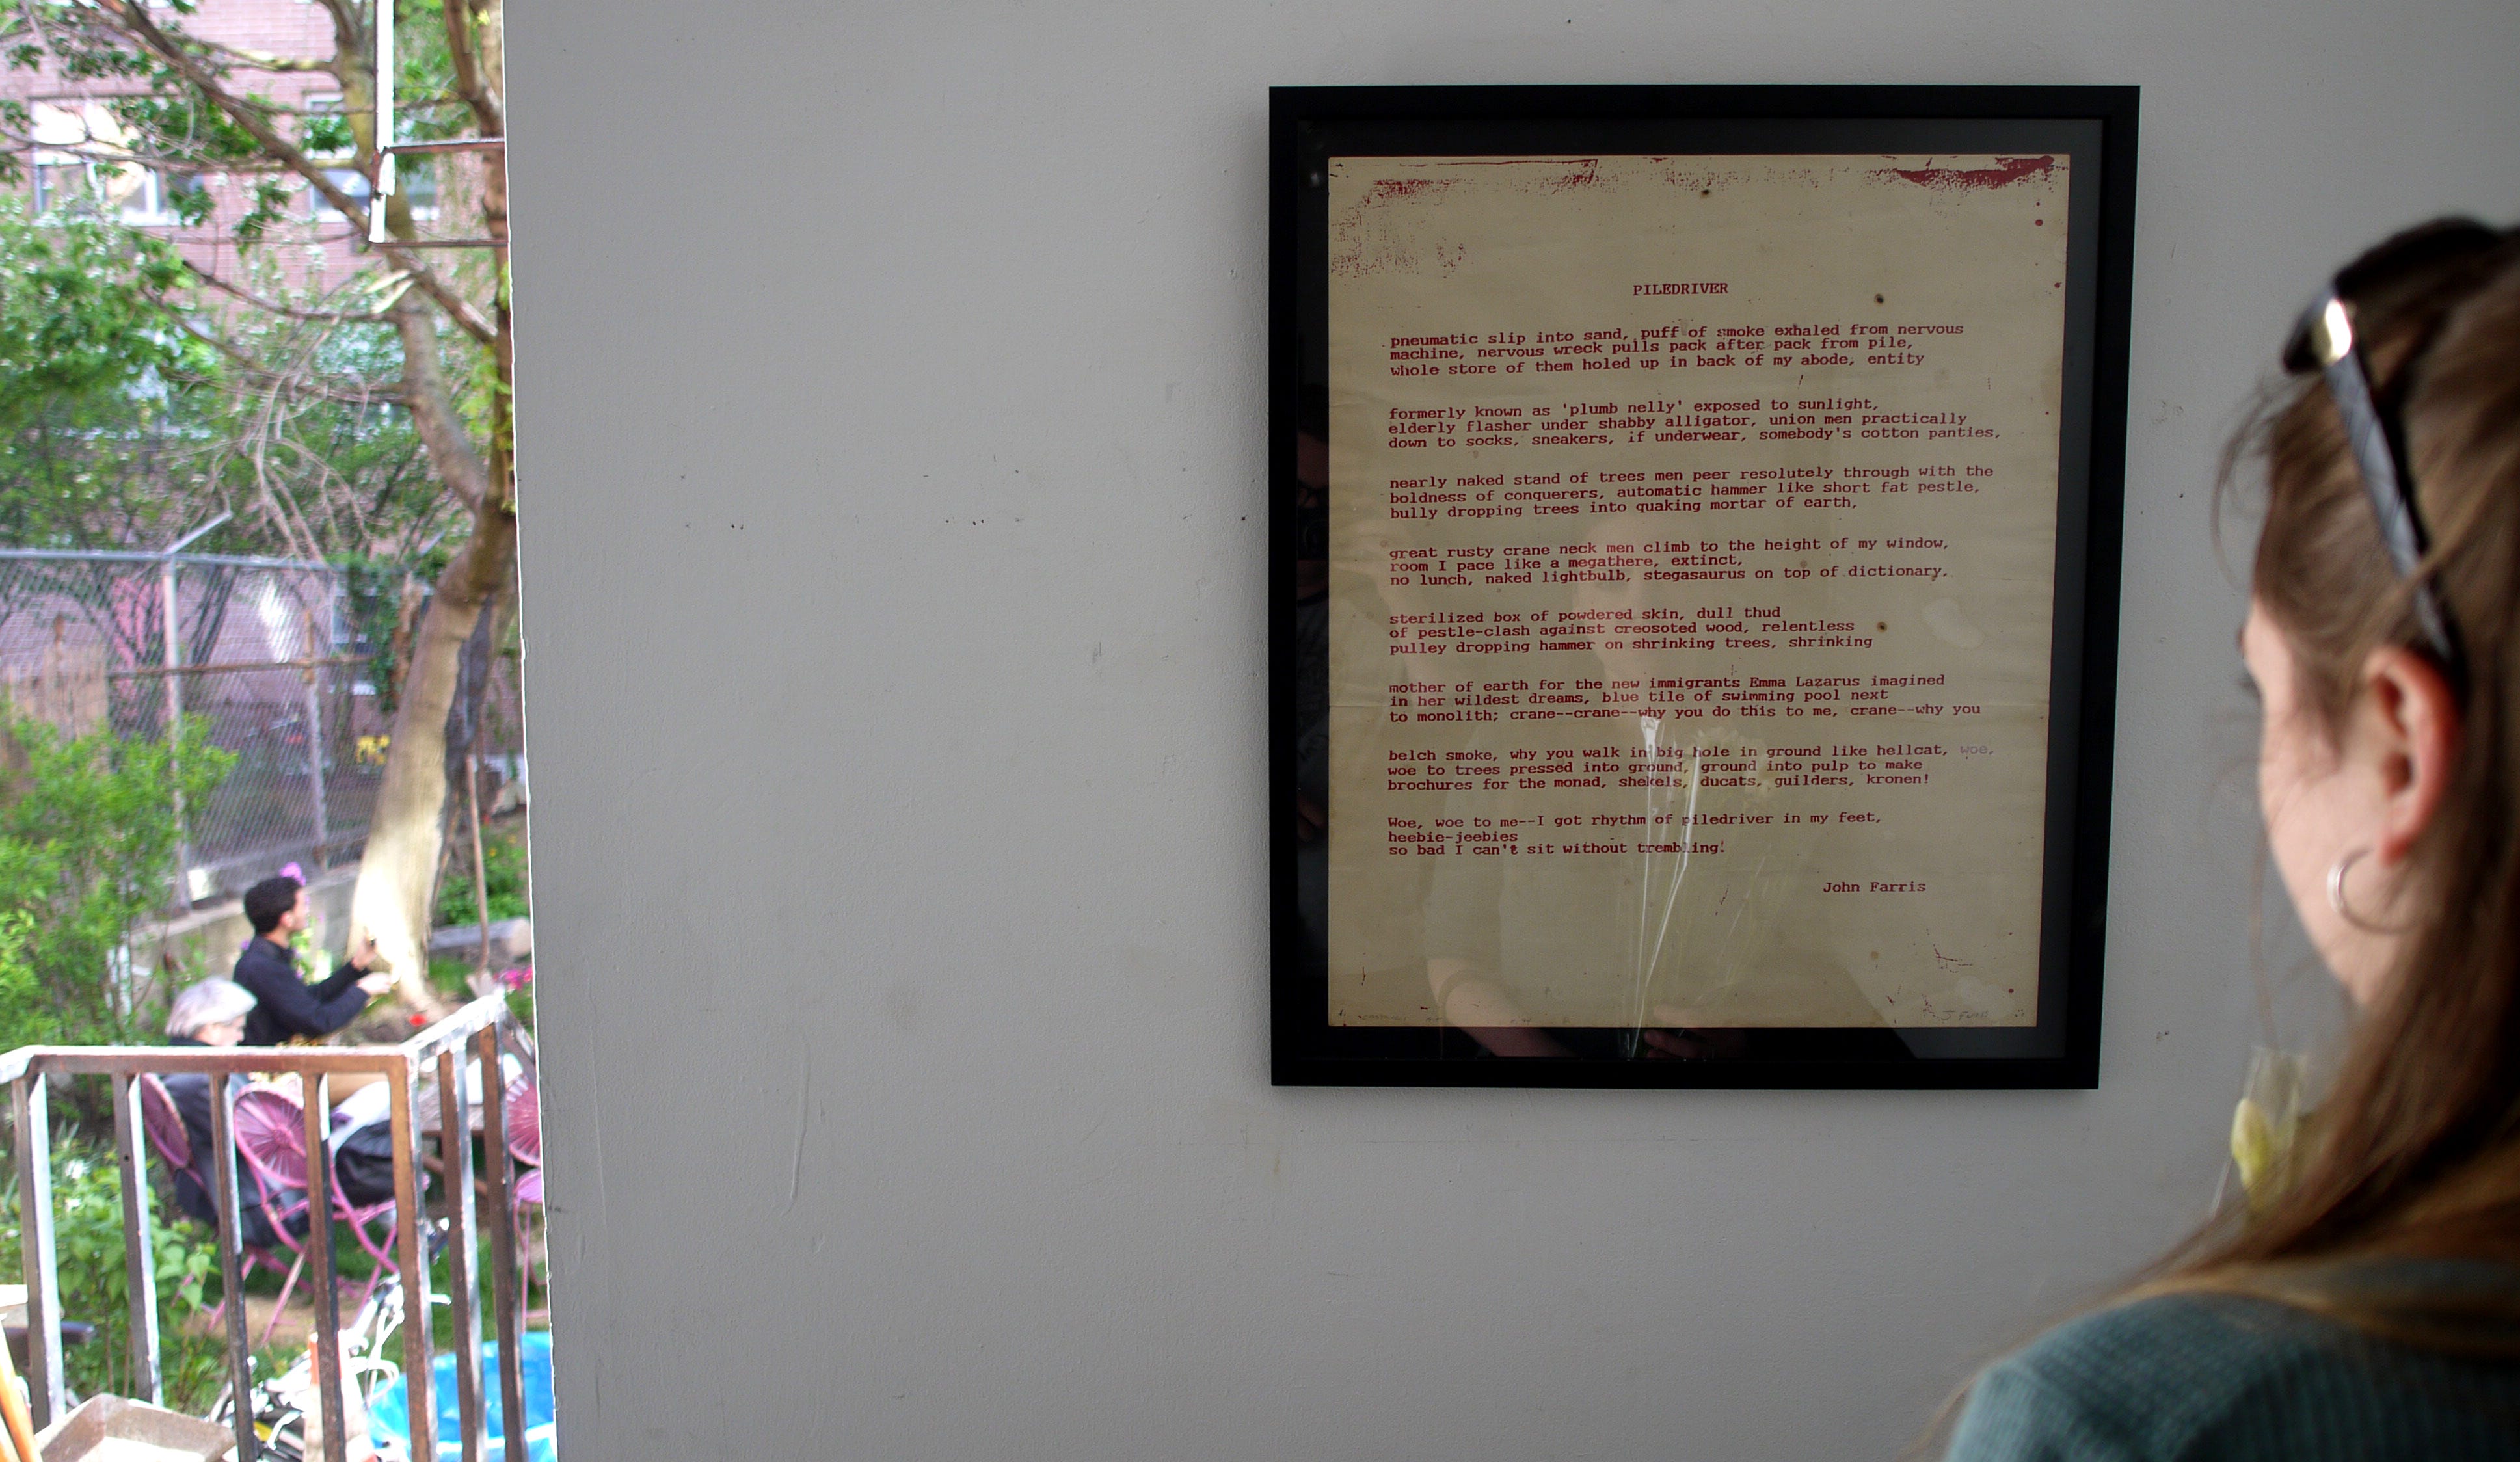 PILEDRIVER
pneumatic slip into sand, puff of smoke exhaled from nervous
machine, nervous wreck pulls pack after pack from pile,
whole store of them holed up in back of my abode, entity
formerly known as 'plumb nelly' exposed to sunlight,
elderly flasher under shabby alligator, union men practically
down to socks, sneakers, if underwear, somebody's cotton panties,
nearly naked stand of trees men peer resolutely through with the
boldness of conquerers, automatic hammer like short fat pestle,
bully dropping trees into quaking mortar of earth,
great rusty crane neck men climb to the height of my window,
room I pace like a megathere, extinct,
no lunch, naked lightbulb, stegasaurus on top of dictionary,
sterilized box of powdered skin, dull thud
of pestle-clash against creosoted wood, relentless
pulley dropping hammer on shrinking trees, shrinking
mother of earth for the new immigrants Emma Lazarus imagined
in her wildest dreams, blue tile of swimming pool next
to monolith; crane--crane--why you do this to me, crane--why you
belch smoke, why you walk in big hole in ground like hellcat, woe,
woe to trees pressed into ground, ground into pulp to make
brochures for the monad, shekels, ducats, guilders, kronen!
Woe, woe to me--I got rhythm of piledriver in my feet,
heebie-jeebies
so bad I can't sit without trembling!
John Farris